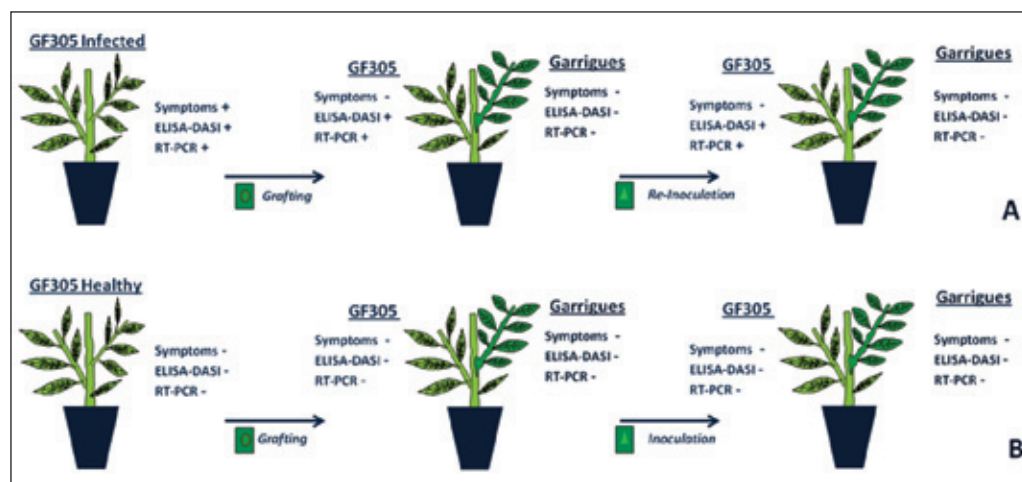 GF305 Infected
Symptoms +
ELISA-DASI +
RT-PCR +
Grafting
GF305
Symptoms -
ELISA-DASI +
RT-PCR +
Garrigues
Symptoms -
ELISA-DASI -
RT-PCR -
Re-Inoculation
GF305
Symptoms -
ELISA-DASI +
RT-PCR +
Garrigues
Symptoms -
ELISA-DASI -
RT-PCR -
A
GF305 Healthy
Symptoms -
ELISA-DASI -
RT-PCR -
Grafting
GF305
Symptoms -
ELISA-DASI -
RT-PCR -
Garrigues
Symptoms -
ELISA-DASI -
RT-PCR -
Inoculation
GF305
Symptoms -
ELISA-DASI -
RT-PCR -
Garrigues
Symptoms -
ELISA-DASI -
RT-PCR -
B